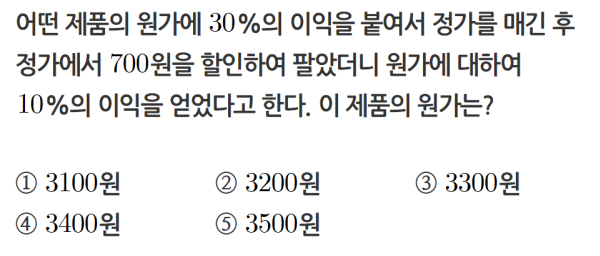 어떤 제품의 원가에 30%의 이익을 붙여서 정가를 매긴 후
정가에서 700원을 할인하여 팔았더니 원가에 대하여
10%의 이익을 얻었다고 한다. 이 제품의 원가는?
① 3100원 ② 3200원 ③ 3300원
④ 3400원 ⑤ 3500원